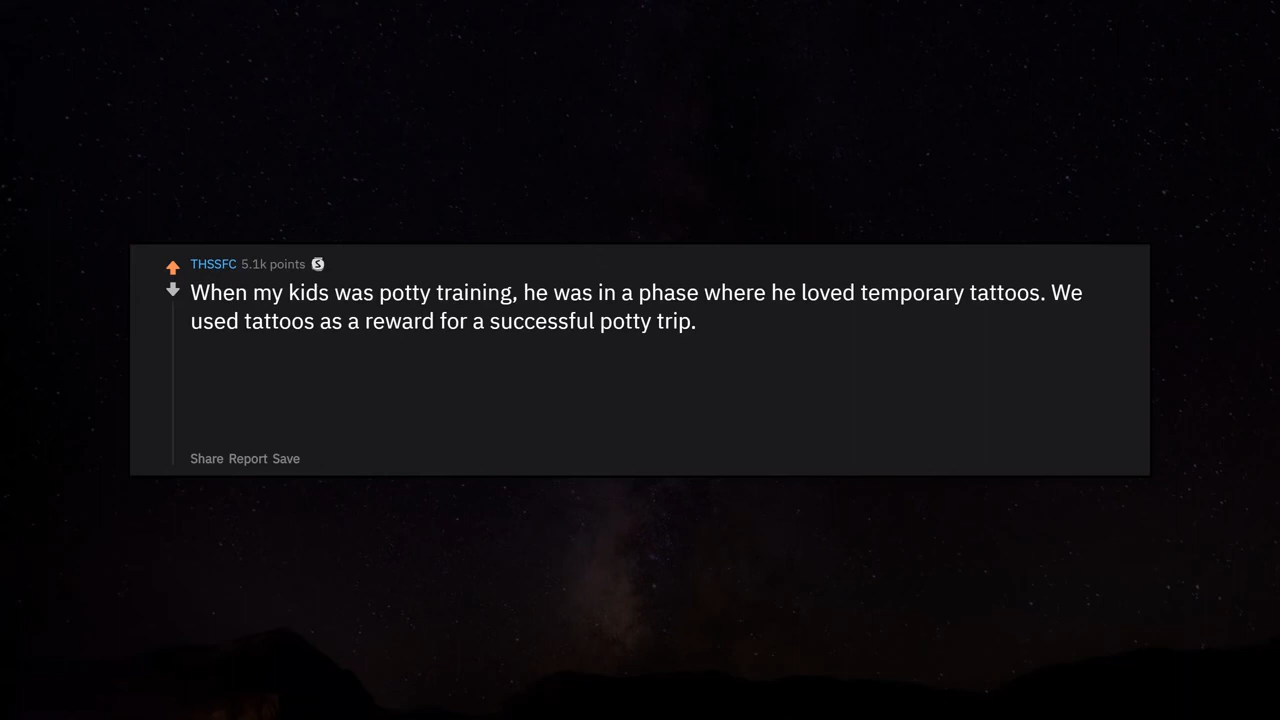 THSSFC 5.1k points S
When my kids was potty training, he was in a phase where he loved temporary tattoos. We
used tattoos as a reward for a successful potty trip.
Share Report Save